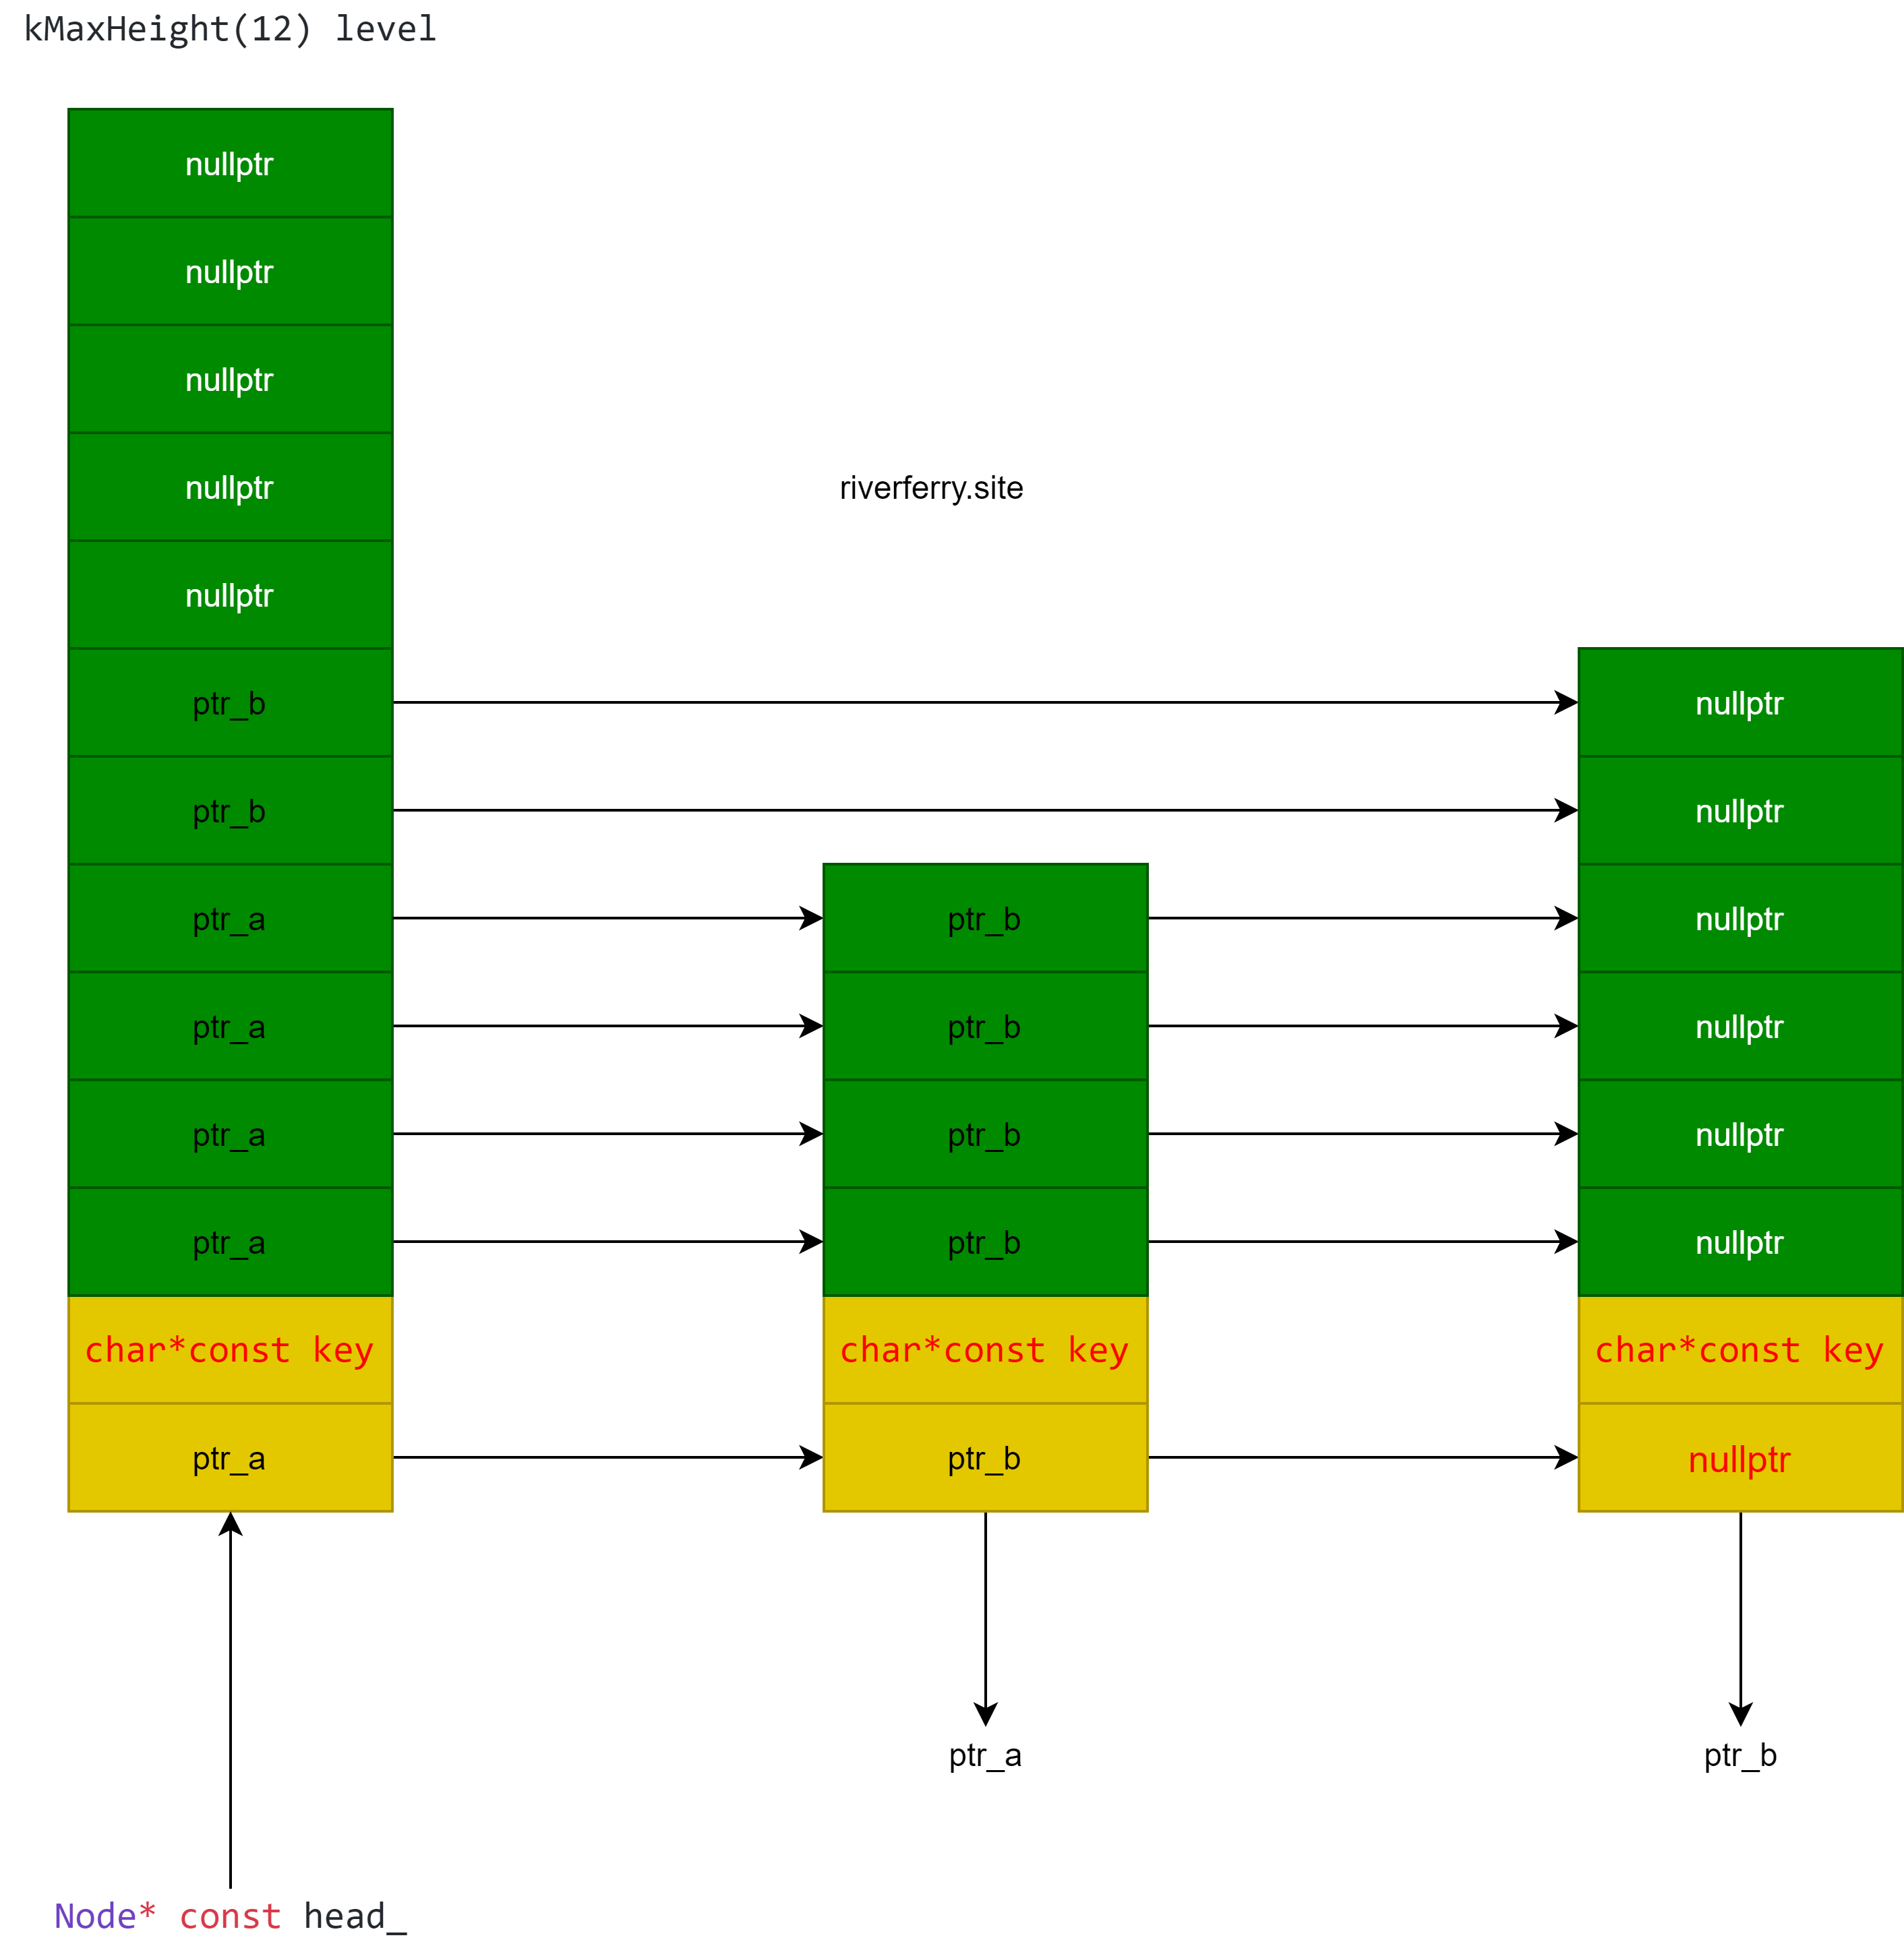 kMaxHeight(12) level
nullptr
nullptr
nullptr
nullptr
riverferry.site
nullptr
ptr_b
nullptr
ptr_b
nullptr
ptr_a
ptr_b
nullptr
ptr_a
ptr_b
nullptr
ptr_a
ptr_b
nullptr
ptr_a
ptr_b
nullptr
char*const key
char*const key
char*const key
ptr_a
ptr_b
nullptr
ptr_a
ptr_b
Node* const head_